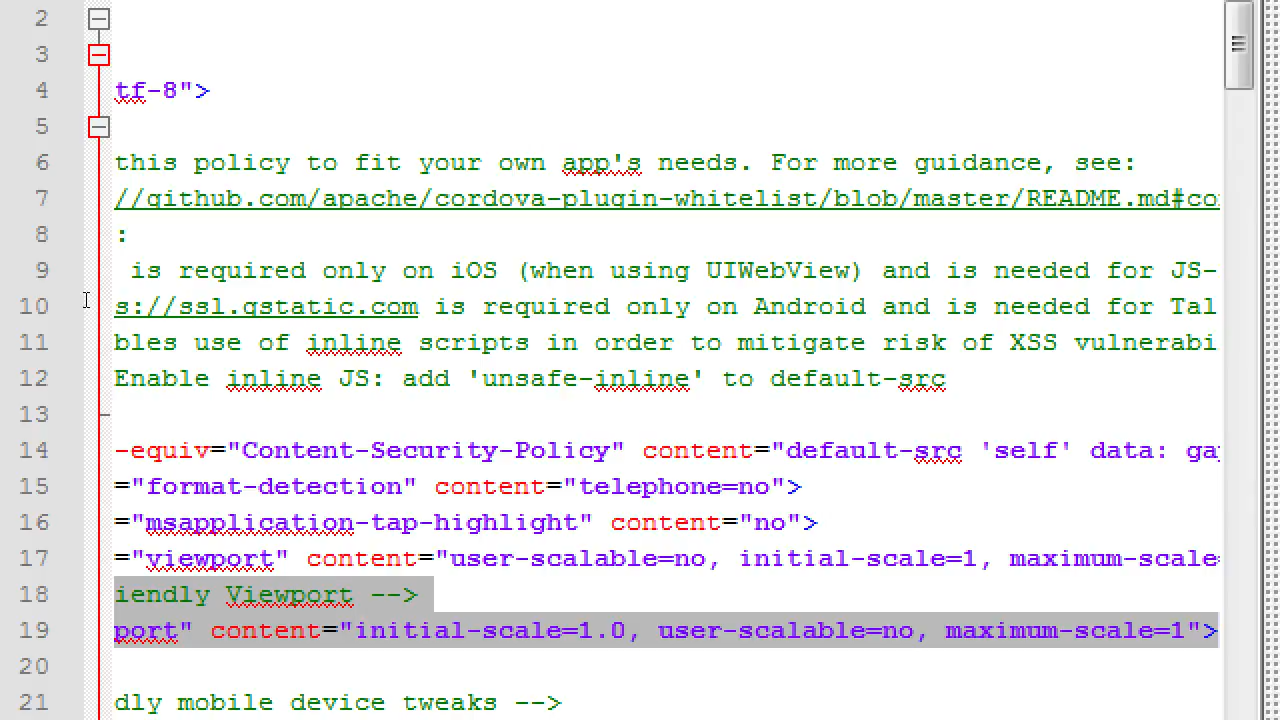 2
3
4 tf-8">
5
6 this policy to fit your own app's needs. For more guidance, see:
7 //github.com/apache/cordova-plugin-whitelist/blob/master/README.md#co
8 :
9 is required only on iOS (when using UIWebView) and is needed for JS-
10 s://ssl.gstatic.com is required only on Android and is needed for Tal
11 bles use of inline scripts in order to mitigate risk of XSS vulnerabi
12 Enable inline JS: add 'unsafe-inline' to default-src
13
14 -equiv="Content-Security-Policy" content="default-src 'self' data: ga
15 ="format-detection" content="telephone=no">
16 ="msapplication-tap-highlight" content="no">
17 ="viewport" content="user-scalable=no, initial-scale=1, maximum-scale=
18 iendly Viewport -->
19 port" content="initial-scale=1.0, user-scalable=no, maximum-scale=1">
20
21 dly mobile device tweaks -->